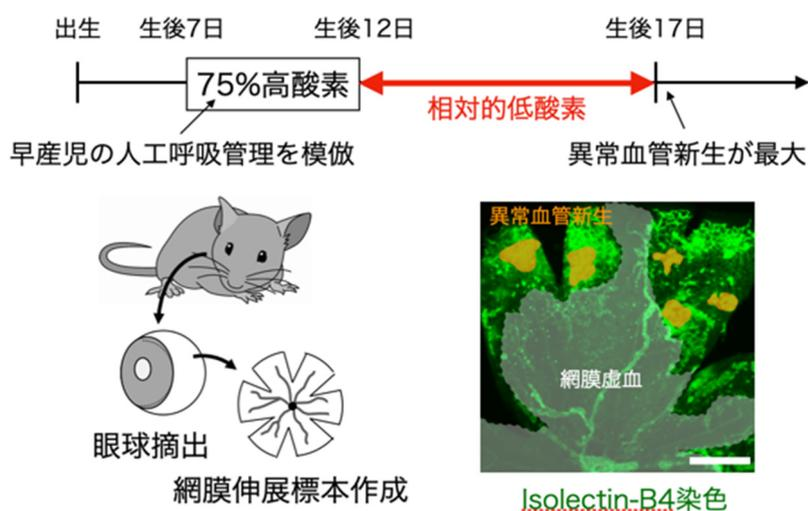 出生
生後7日
生後12日
生後17日
75%高酸素
相対的低酸素
早産児の人工呼吸管理を模倣
異常血管新生が最大
異常血管新生
網膜虚血
眼球摘出
網膜伸展標本作成
Isolectin-B4染色